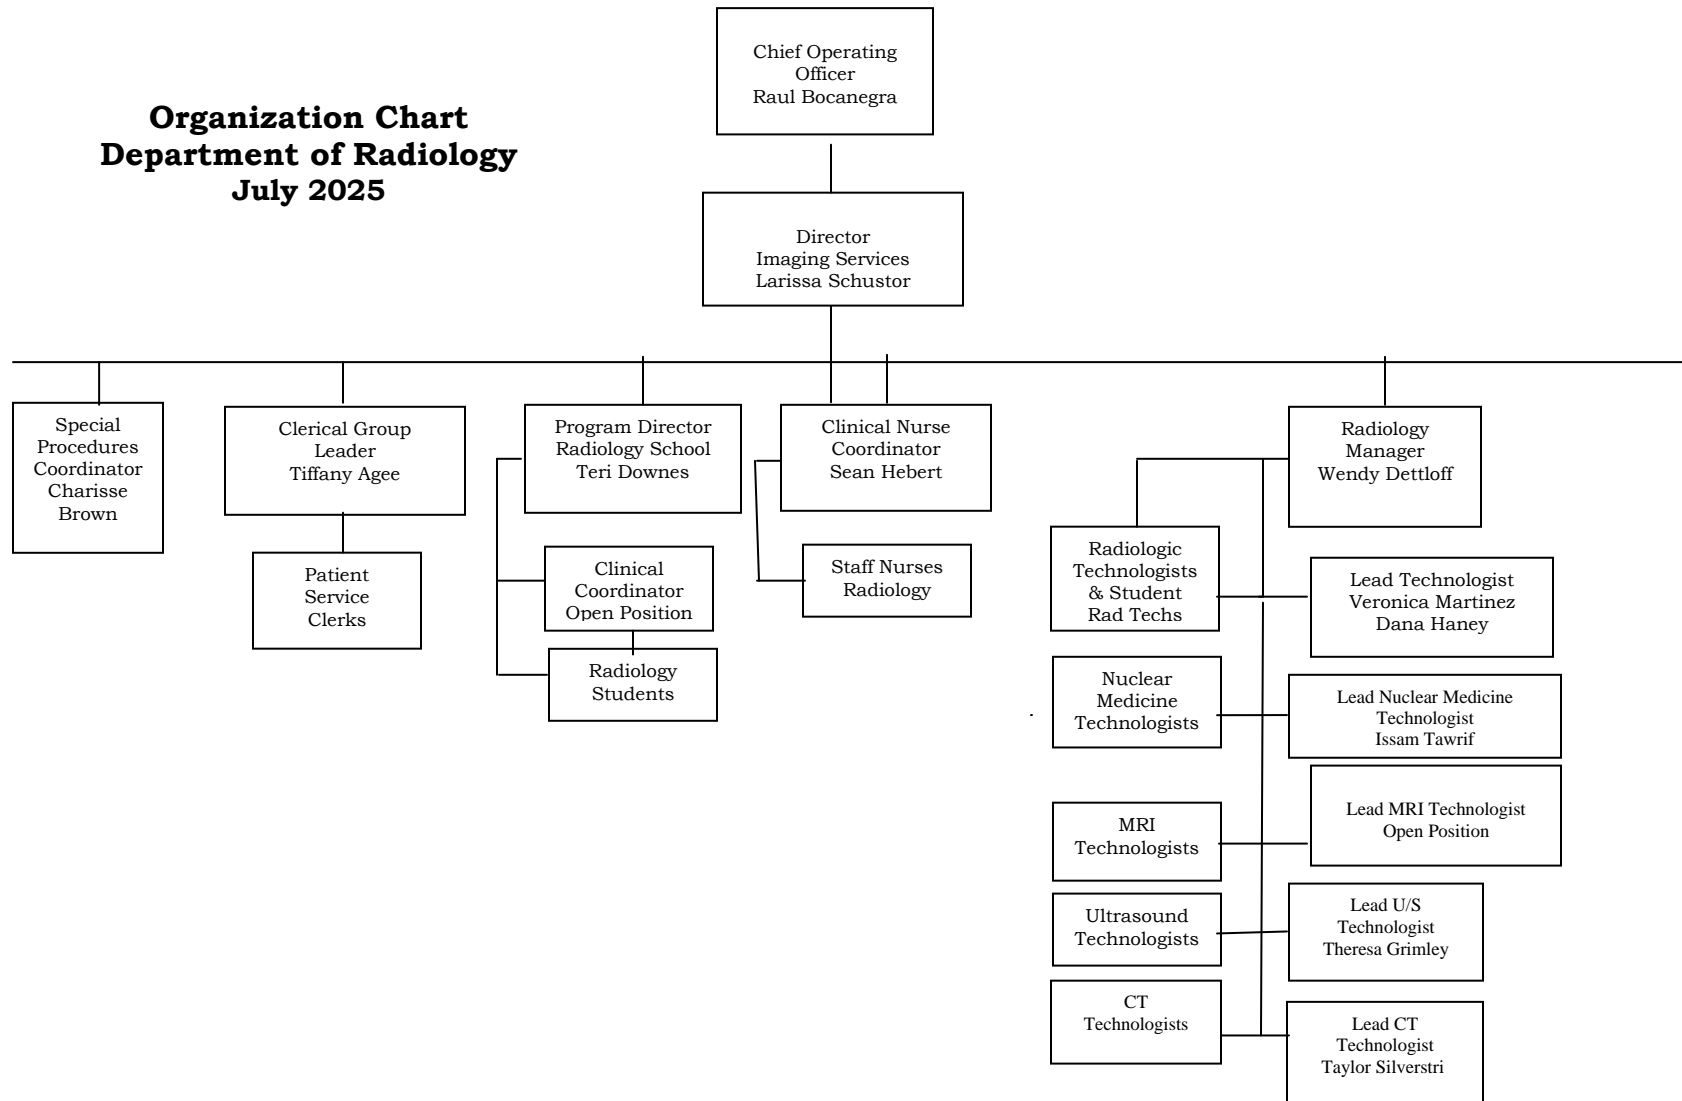 Chief Operating
Officer
Raul Bocanegra
Organization Chart
Department of Radiology
July 2025
Director
Imaging Services
Larissa Schustor
Special
Procedures
Coordinator
Charisse
Brown
Clerical Group
Leader
Tiffany Agee
Patient
Service
Clerks
Program Director
Radiology School
Teri Downes
Clinical
Coordinator
Open Position
Radiology
Students
Clinical Nurse
Coordinator
Sean Hebert
Staff Nurses
Radiology
Radiology
Manager
Wendy Dettloff
Radiologic
Technologists
& Student
Rad Techs
Lead Technologist
Veronica Martinez
Dana Haney
Nuclear
Medicine
Technologists
Lead Nuclear Medicine
Technologist
Issam Tawrif
.
MRI
Technologists
Lead MRI Technologist
Open Position
Ultrasound
Technologists
Lead U/S
Technologist
Theresa Grimley
CT
Technologists
Lead CT
Technologist
Taylor Silverstri